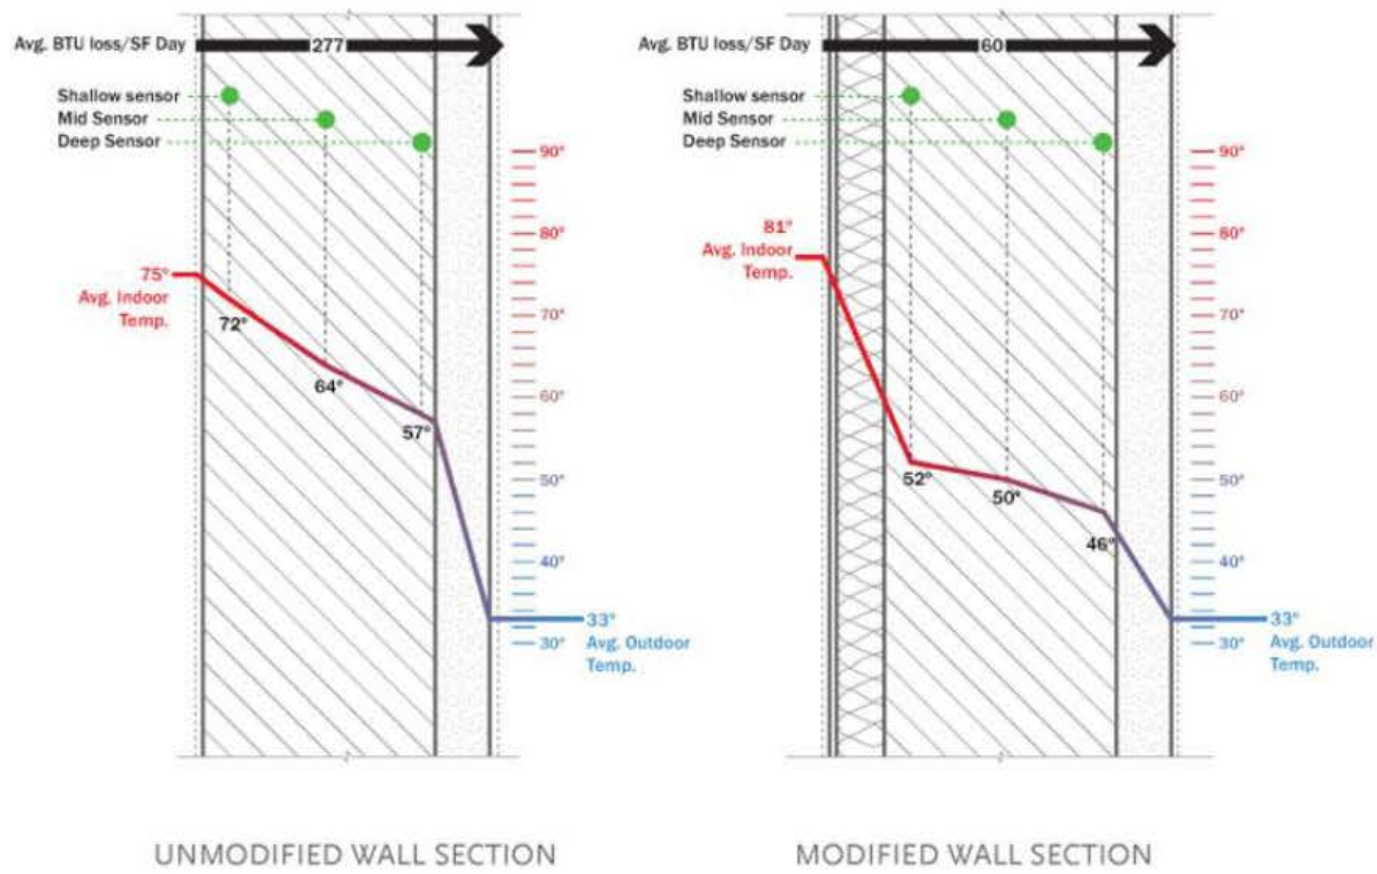 Avg. BTU loss/SF Day 277
Shallow sensor
Mid Sensor
Deep Sensor
90°
80°
75°
Avg. Indoor
Temp.
72°
70°
64°
60°
57°
50°
40°
33°
30°
Avg. Outdoor
Temp.
UNMODIFIED WALL SECTION
Avg. BTU loss/SF Day 60
Shallow sensor
Mid Sensor
Deep Sensor
90°
81°
80°
Avg. Indoor
Temp.
70°
60°
52°
50°
50°
46°
40°
33°
30°
Avg. Outdoor
Temp.
MODIFIED WALL SECTION